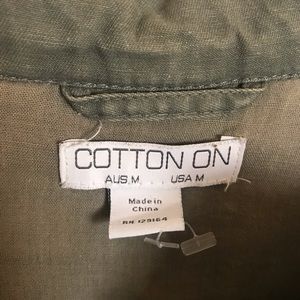 COTTON ON
AUS M USA M
Made in
China
RN 129164